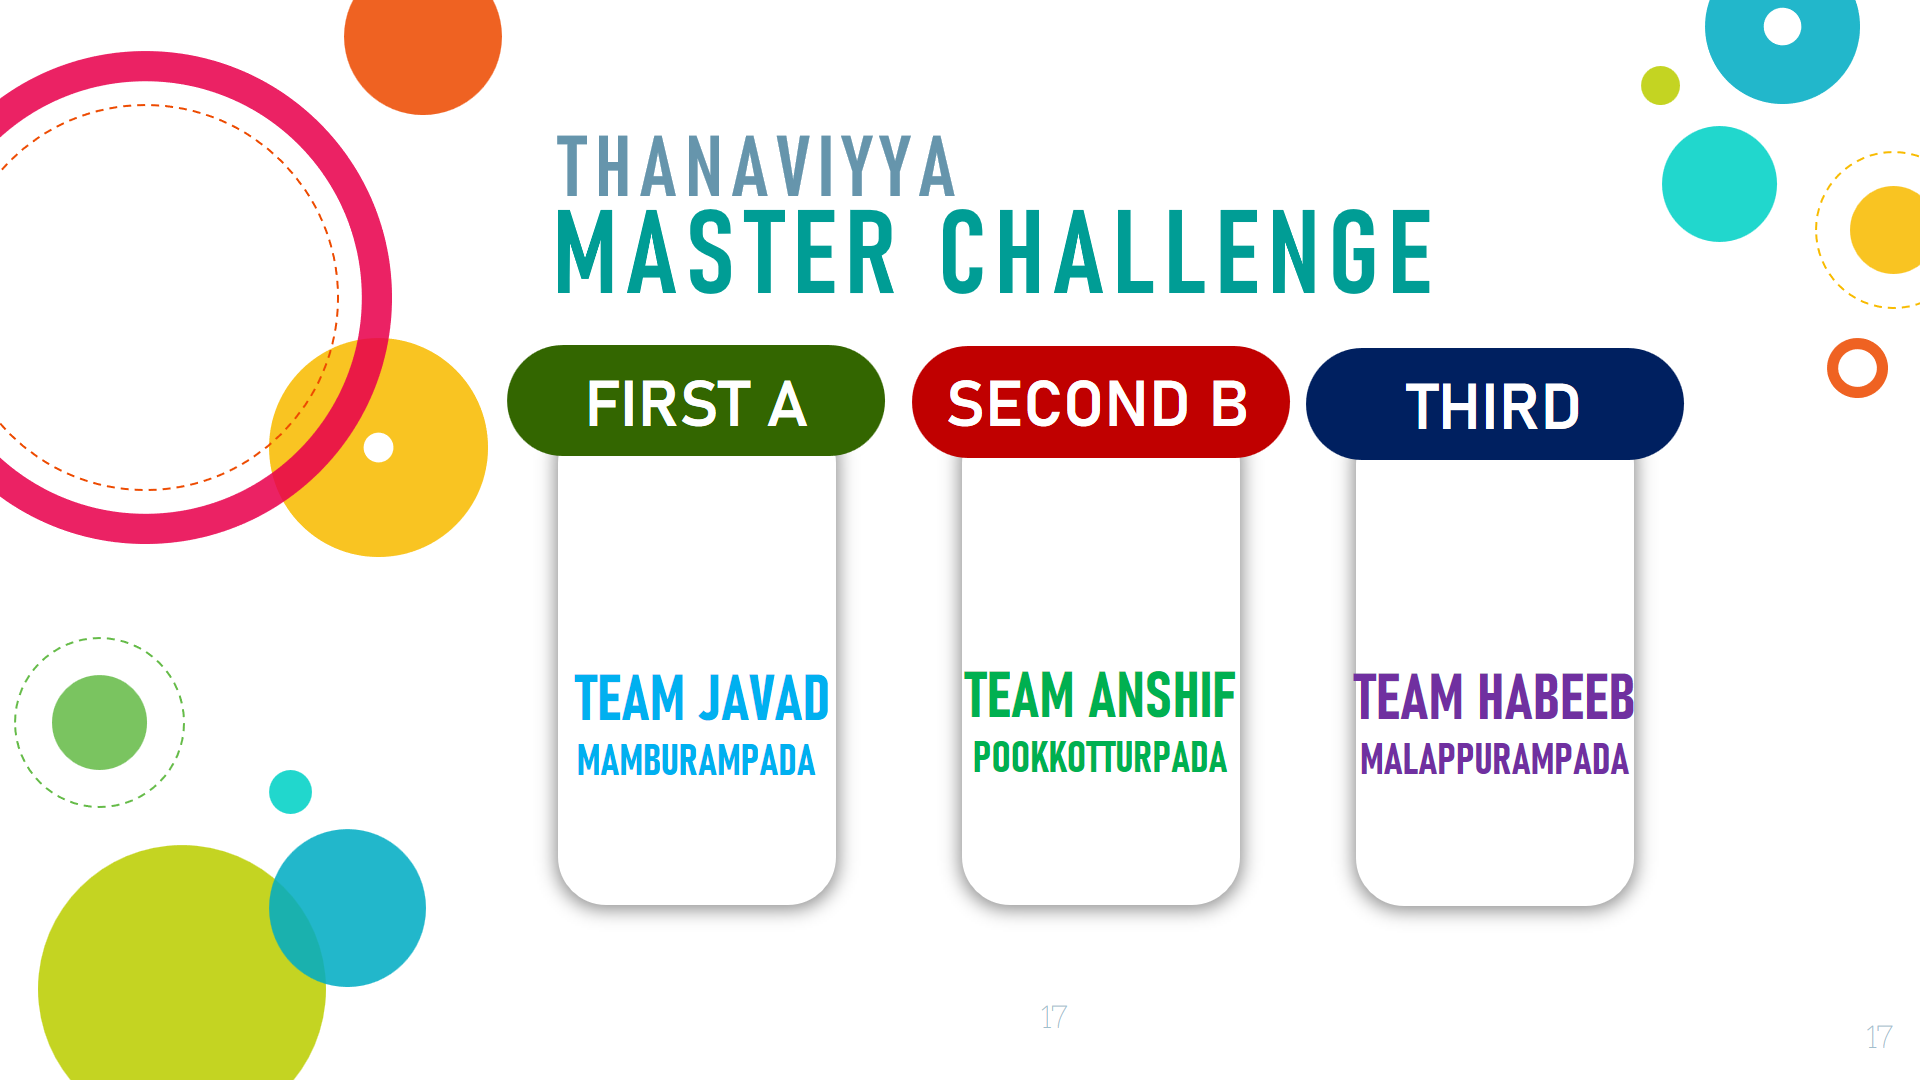 THANAVIYYA
MASTER CHALLENGE
FIRST A
TEAM JAVAD
MAMBURAMPADA
SECOND B
TEAM ANSHIF
POOKKOTTURPADA
THIRD
TEAM HABEEB
MALAPPURAMPADA
17
17